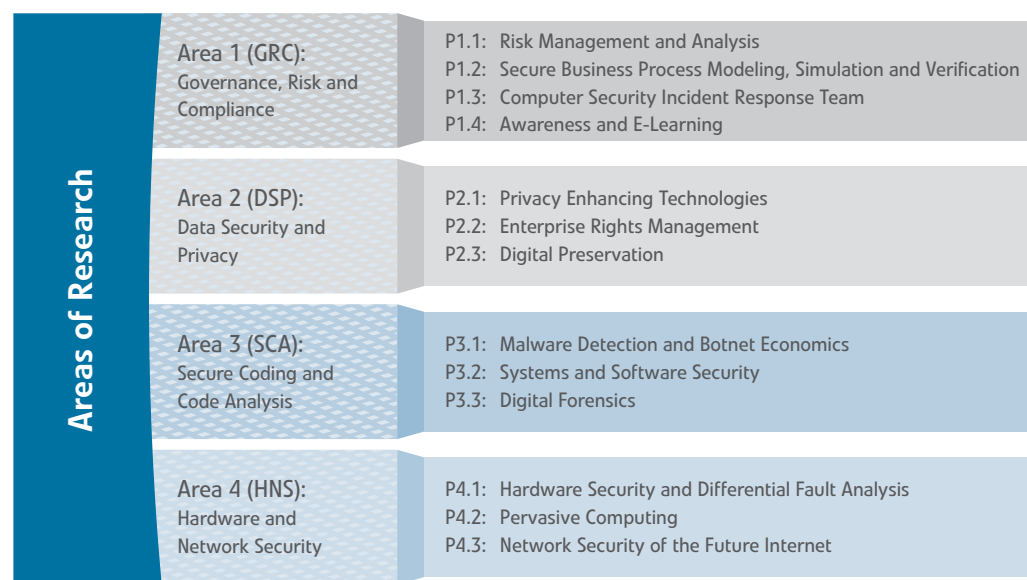 Areas of Research
Area 1 (GRC):
Governance, Risk and
Compliance
P1.1: Risk Management and Analysis
P1.2: Secure Business Process Modeling, Simulation and Verification
P1.3: Computer Security Incident Response Team
P1.4: Awareness and E-Learning
Area 2 (DSP):
Data Security and
Privacy
P2.1: Privacy Enhancing Technologies
P2.2: Enterprise Rights Management
P2.3: Digital Preservation
Area 3 (SCA):
Secure Coding and
Code Analysis
P3.1: Malware Detection and Botnet Economics
P3.2: Systems and Software Security
P3.3: Digital Forensics
Area 4 (HNS):
Hardware and
Network Security
P4.1: Hardware Security and Differential Fault Analysis
P4.2: Pervasive Computing
P4.3: Network Security of the Future Internet